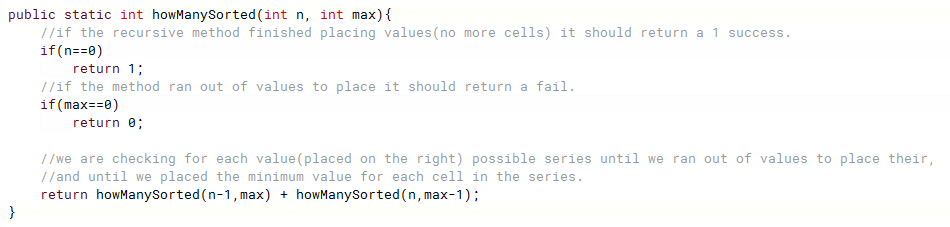 public static int howManySorted(int n, int max){
    //if the recursive method finished placing values(no more cells) it should return a 1 success.
    if(n==0)
        return 1;
    //if the method ran out of values to place it should return a fail.
    if(max==0)
        return 0;

    //we are checking for each value(placed on the right) possible series until we ran out of values to place their,
    //and until we placed the minimum value for each cell in the series.
    return howManySorted(n-1,max) + howManySorted(n,max-1);
}